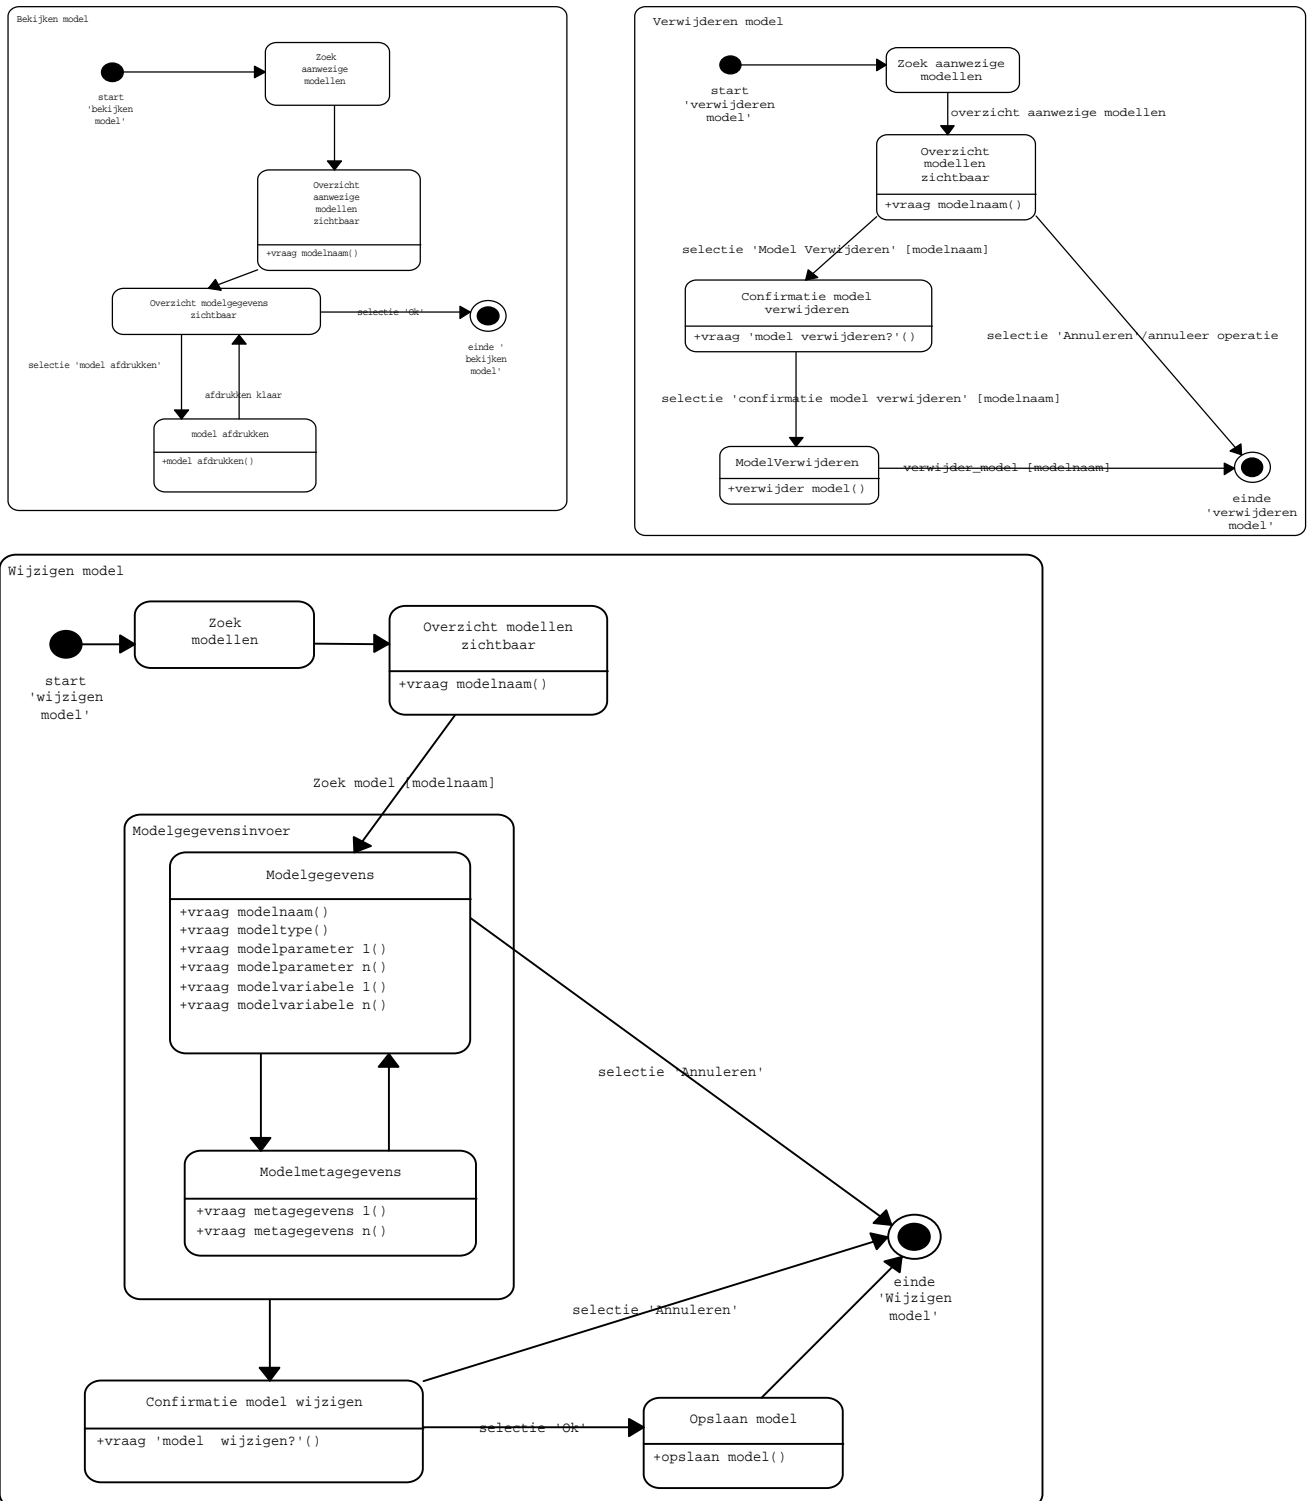 Bekijken model
Zoek
aanwezige
modellen
start
'bekijken
model'
Overzicht
aanwezige
modellen
zichtbaar
+vraag modelnaam()
Overzicht modelgegevens
zichtbaar
selectie 'Ok'
einde '
bekijken
model'
selectie 'model afdrukken'
afdrukken klaar
model afdrukken
+model afdrukken()
Verwijderen model
Zoek aanwezige
modellen
start
'verwijderen
model'
overzicht aanwezige modellen
Overzicht
modellen
zichtbaar
+vraag modelnaam()
selectie 'Model Verwijderen' [modelnaam]
Confirmatie model
verwijderen
+vraag 'model verwijderen?'()
selectie 'Annuleren'/annuleer operatie
selectie 'confirmatie model verwijderen' [modelnaam]
ModelVerwijderen
+verwijder model()
verwijder_model [modelnaam]
einde
'verwijderen
model'
Wijzigen model
Zoek
modellen
start
'wijzigen
model'
Overzicht modellen
zichtbaar
+vraag modelnaam()
Zoek model [modelnaam]
Modelgegevensinvoer
Modelgegevens
+vraag modelnaam()
+vraag modeltype()
+vraag modelparameter 1()
+vraag modelparameter n()
+vraag modelvariabele 1()
+vraag modelvariabele n()
selectie 'Annuleren'
Modelmetagegevens
+vraag metagegevens 1()
+vraag metagegevens n()
einde
'Wijzigen
model'
selectie 'Annuleren'
Confirmatie model wijzigen
+vraag 'model  wijzigen?'()
selectie 'Ok'
Opslaan model
+opslaan model()